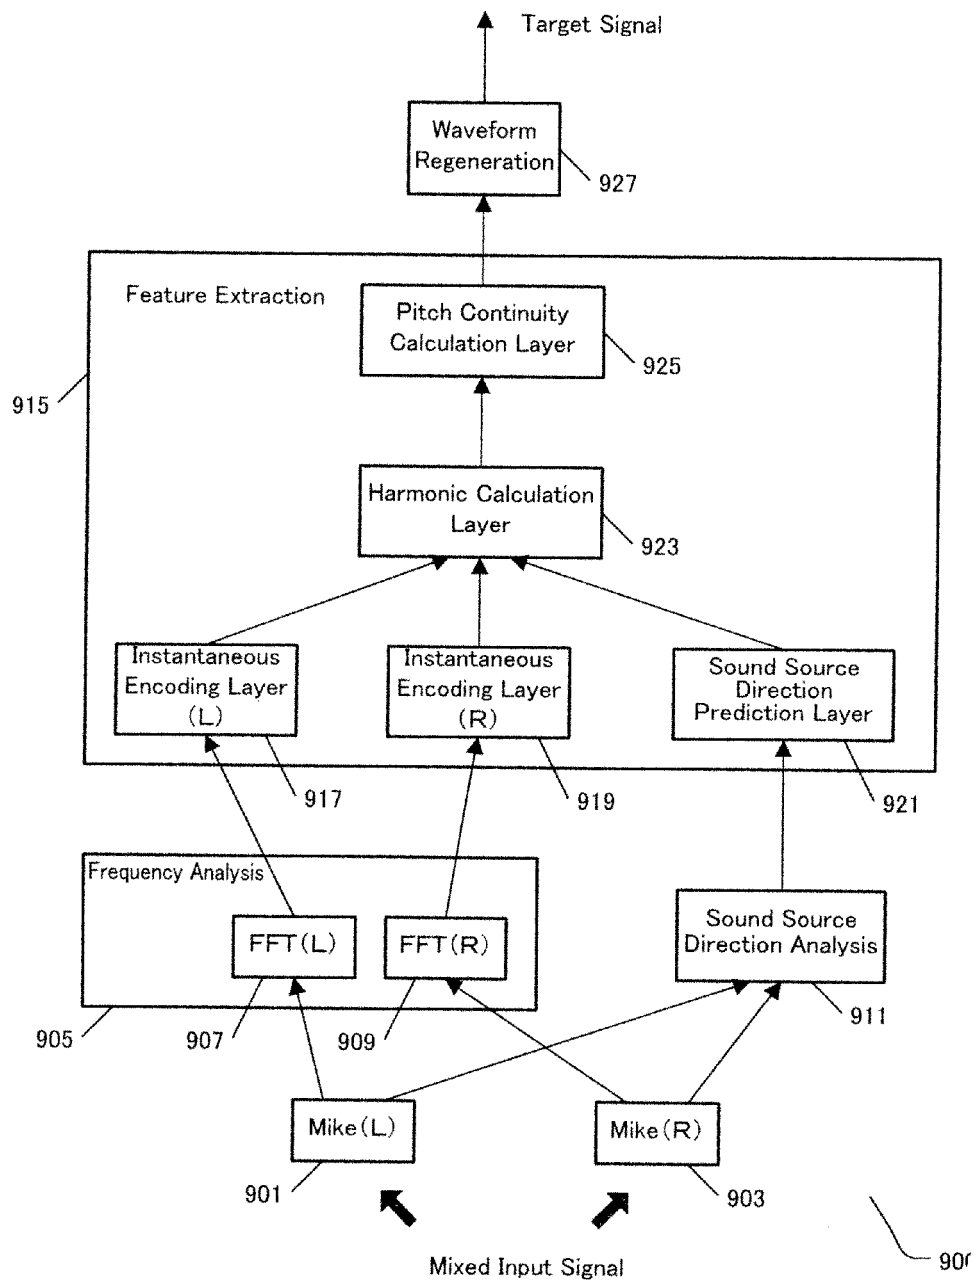 Target Signal
Waveform
Regeneration
927
Feature Extraction
Pitch Continuity
Calculation Layer
925
915
Harmonic Calculation
Layer
923
Instantaneous
Encoding Layer
(L)
917
Instantaneous
Encoding Layer
(R)
919
Sound Source
Direction
Prediction Layer
921
Frequency Analysis
FFT(L)
FFT(R)
Sound Source
Direction Analysis
905
907
909
911
Mike(L)
Mike(R)
901
903
Mixed Input Signal